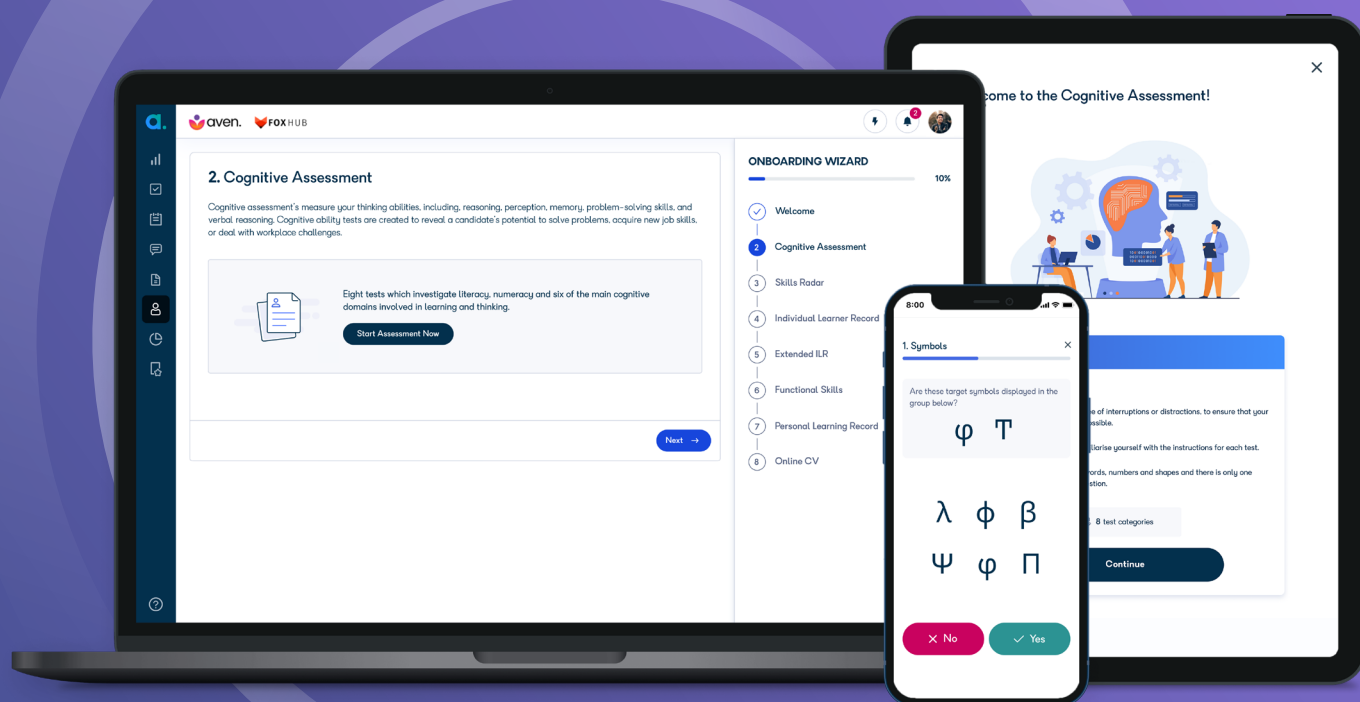 a.
aven. FOXHUB
2
2. Cognitive Assessment
Cognitive assessment's measure your thinking abilities, including, reasoning, perception, memory, problem-solving skills, and
verbal reasoning. Cognitive ability tests are created to reveal a candidate's potential to solve problems, acquire new job skills,
or deal with workplace challenges.
Eight tests which investigate literacy, numeracy and six of the main cognitive
domains involved in learning and thinking.
Start Assessment Now
Next →
ONBOARDING WIZARD
10%
Welcome
2 Cognitive Assessment
3 Skills Radar
4 Individual Learner Record
5 Extended ILR
6 Functional Skills
7 Personal Learning Record
8 Online CV
?
8:00
1. Symbols
Are these target symbols displayed in the
group below?
φ Ͳ
λ ϕ β
Ψ φ Π
No
Yes
come to the Cognitive Assessment!
e of interruptions or distractions, to ensure that your
ssible.
liarise yourself with the instructions for each test.
ords, numbers and shapes and there is only one
stion.
8 test categories
Continue